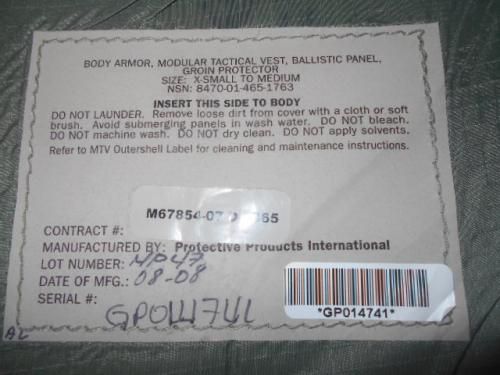 BODY ARMOR, MODULAR TACTICAL VEST, BALLISTIC PANEL,
GROIN PROTECTOR
SIZE: X-SMALL TO MEDIUM
NSN: 8470-01-465-1763
INSERT THIS SIDE TO BODY
DO NOT LAUNDER. Remove loose dirt from cover with a cloth or soft
brush. Avoid submerging panels in wash water. DO NOT bleach.
DO NOT machine wash. DO NOT dry clean. DO NOT apply solvents.
Refer to MTV Outershell Label for cleaning and maintenance instructions.
CONTRACT #:
MANUFACTURED BY: Protective Products International
LOT NUMBER: MP47
DATE OF MFG.: 08-08
SERIAL #: GP014741
*GP014741*
AL